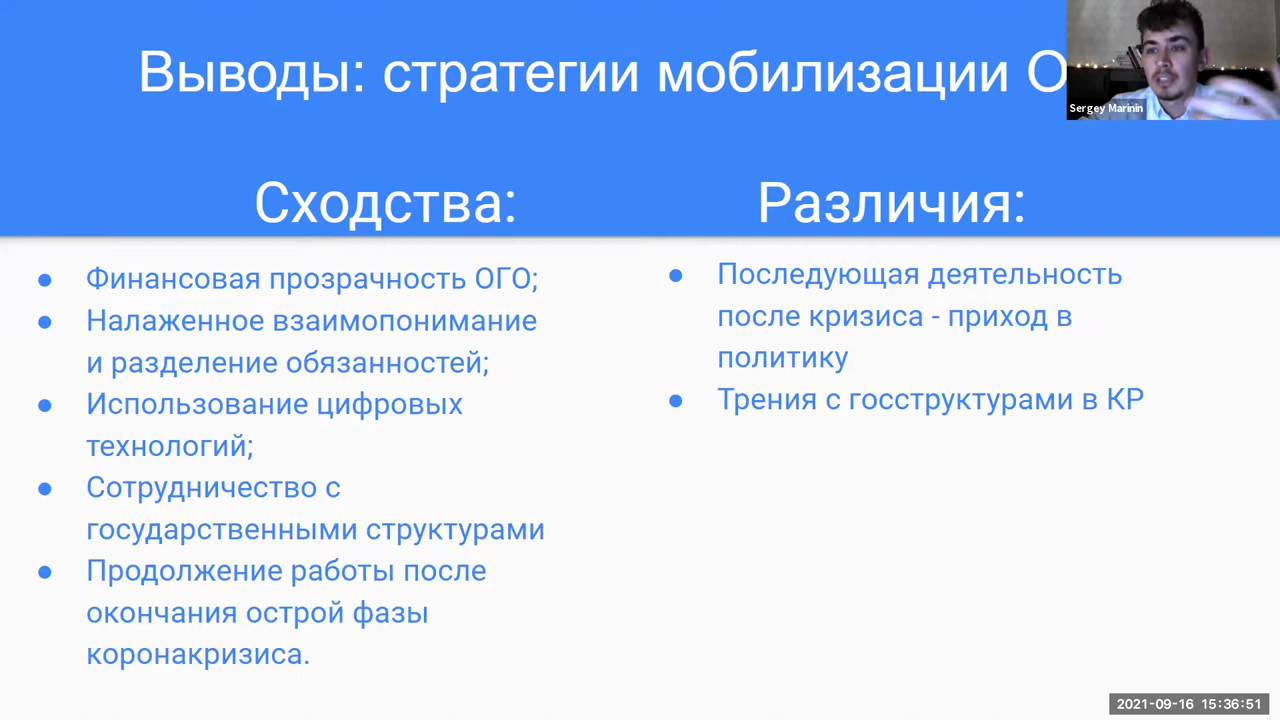 Выводы: стратегии мобилизации
Sergey Marinin
Сходства:
Финансовая прозрачность ОГО;
Налаженное взаимопонимание
и разделение обязанностей;
Использование цифровых
технологий;
Сотрудничество с
государственными структурами
Продолжение работы после
окончания острой фазы
коронакризиса.
Различия:
Последующая деятельность
после кризиса - приход в
политику
Трения с госструктурами в КР
2021-09-16 15:36:51